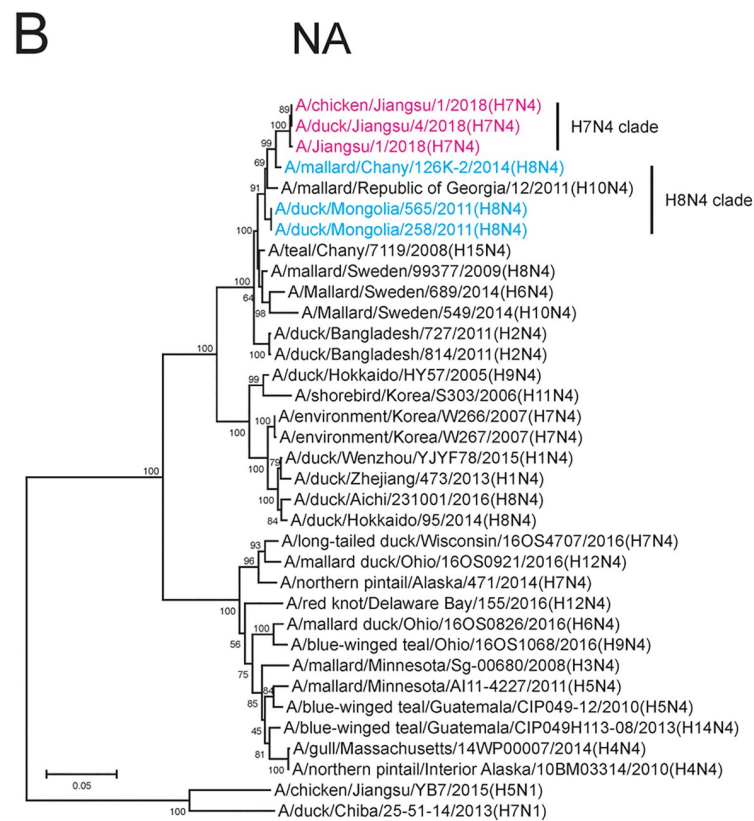 B
NA
89
A/chicken/Jiangsu/1/2018(H7N4)
100
A/duck/Jiangsu/4/2018(H7N4)
H7N4 clade
99
A/Jiangsu/1/2018(H7N4)
69
A/mallard/Chany/126K-2/2014(H8N4)
91
A/mallard/Republic of Georgia/12/2011(H10N4)
H8N4 clade
A/duck/Mongolia/565/2011(H8N4)
100
A/duck/Mongolia/258/2011(H8N4)
A/teal/Chany/7119/2008(H15N4)
100
A/mallard/Sweden/99377/2009(H8N4)
64
A/Mallard/Sweden/689/2014(H6N4)
98
A/Mallard/Sweden/549/2014(H10N4)
A/duck/Bangladesh/727/2011(H2N4)
100
A/duck/Bangladesh/814/2011(H2N4)
100
99
A/duck/Hokkaido/HY57/2005(H9N4)
A/shorebird/Korea/S303/2006(H11N4)
100
A/environment/Korea/W266/2007(H7N4)
100
A/environment/Korea/W267/2007(H7N4)
79
A/duck/Wenzhou/YJYF78/2015(H1N4)
100
100
A/duck/Zhejiang/473/2013(H1N4)
100
A/duck/Aichi/231001/2016(H8N4)
84
A/duck/Hokkaido/95/2014(H8N4)
93
A/long-tailed duck/Wisconsin/16OS4707/2016(H7N4)
96
A/mallard duck/Ohio/16OS0921/2016(H12N4)
A/northern pintail/Alaska/471/2014(H7N4)
100
A/red knot/Delaware Bay/155/2016(H12N4)
100
A/mallard duck/Ohio/16OS0826/2016(H6N4)
56
A/blue-winged teal/Ohio/16OS1068/2016(H9N4)
75
A/mallard/Minnesota/Sg-00680/2008(H3N4)
84
A/mallard/Minnesota/AI11-4227/2011(H5N4)
85
A/blue-winged teal/Guatemala/CIP049-12/2010(H5N4)
45
A/blue-winged teal/Guatemala/CIP049H113-08/2013(H14N4)
81
A/gull/Massachusetts/14WP00007/2014(H4N4)
100
A/northern pintail/Interior Alaska/10BM03314/2010(H4N4)
0.05
A/chicken/Jiangsu/YB7/2015(H5N1)
100
A/duck/Chiba/25-51-14/2013(H7N1)